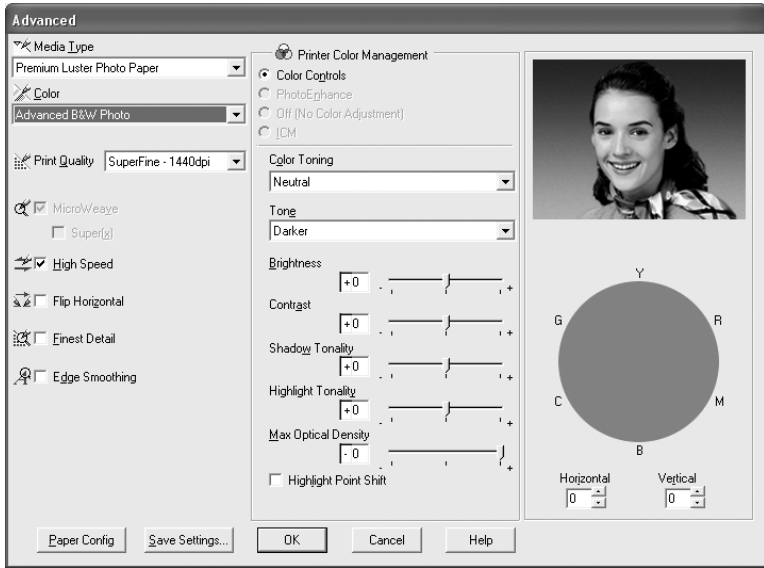 Advanced
Media Type
Premium Luster Photo Paper
Color
Advanced B&W Photo
Print Quality SuperFine - 1440dpi
MicroWeave
Super(x)
High Speed
Flip Horizontal
Finest Detail
Edge Smoothing
Printer Color Management
Color Controls
PhotoEnhance
Off (No Color Adjustment)
ICM
Color Toning
Neutral
Tone
Darker
Brightness
+0 - +
Contrast
+0 - +
Shadow Tonality
+0 - +
Highlight Tonality
+0 - +
Max Optical Density
- 0 - +
Highlight Point Shift
Y
G R
C M
B
Horizontal Vertical
0 0
Paper Config Save Settings... OK Cancel Help